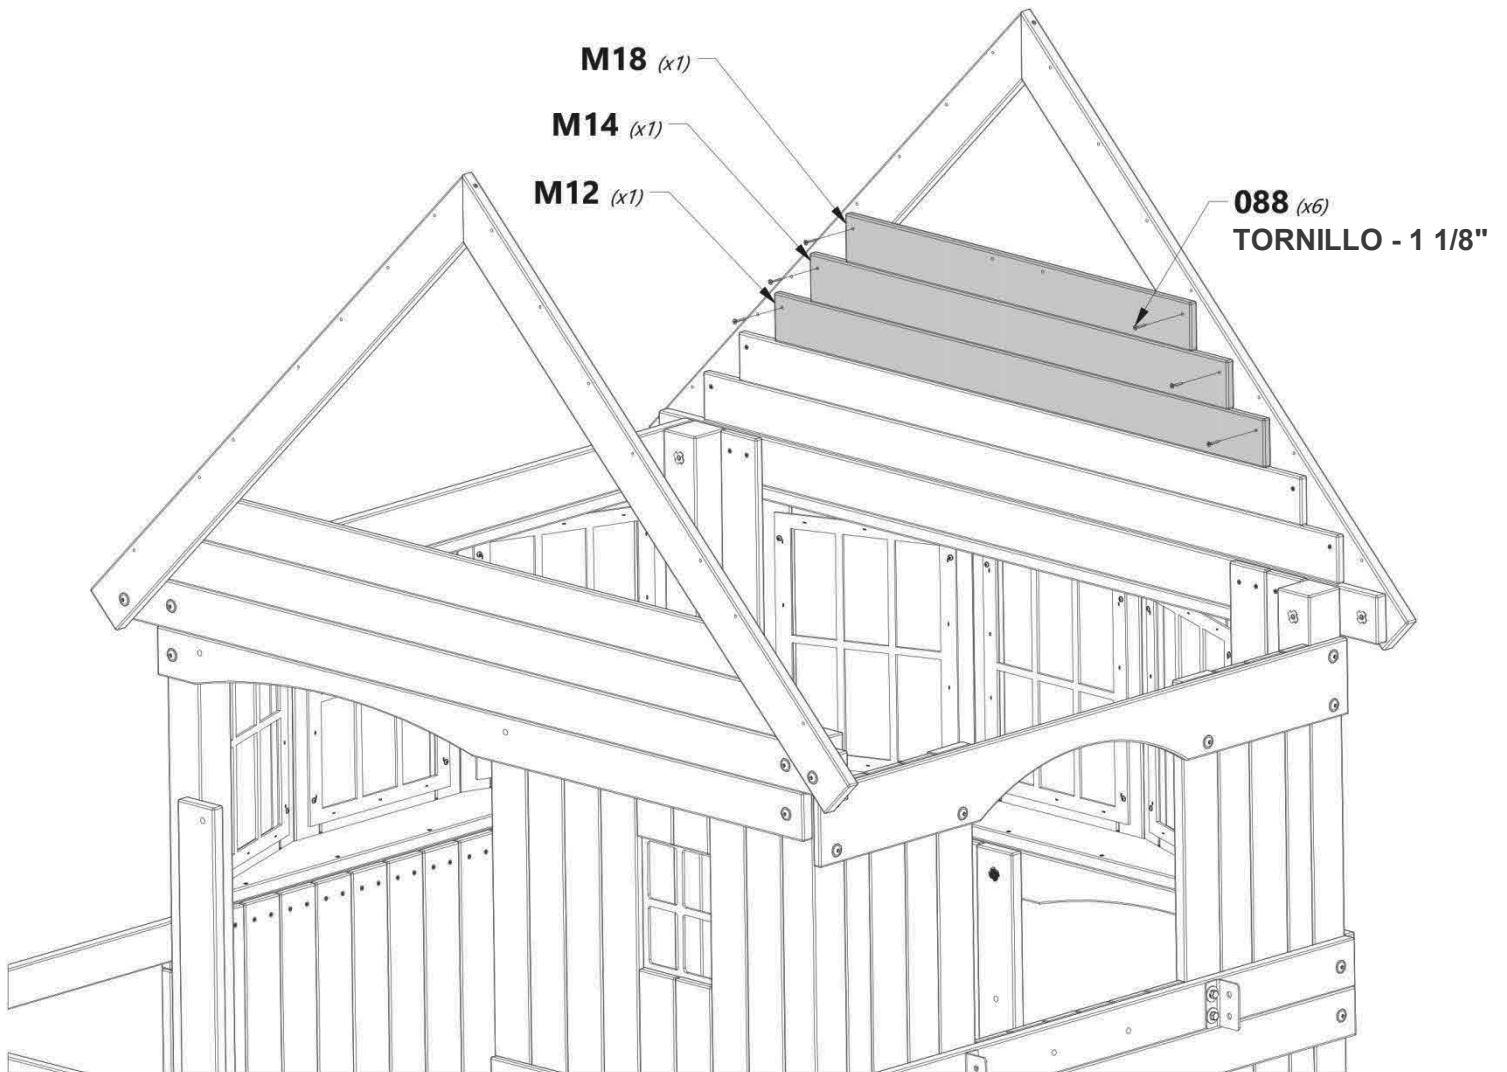 M18 (x1)
M14 (x1)
M12 (x1)
088 (x6)
TORNILLO - 1 1/8"